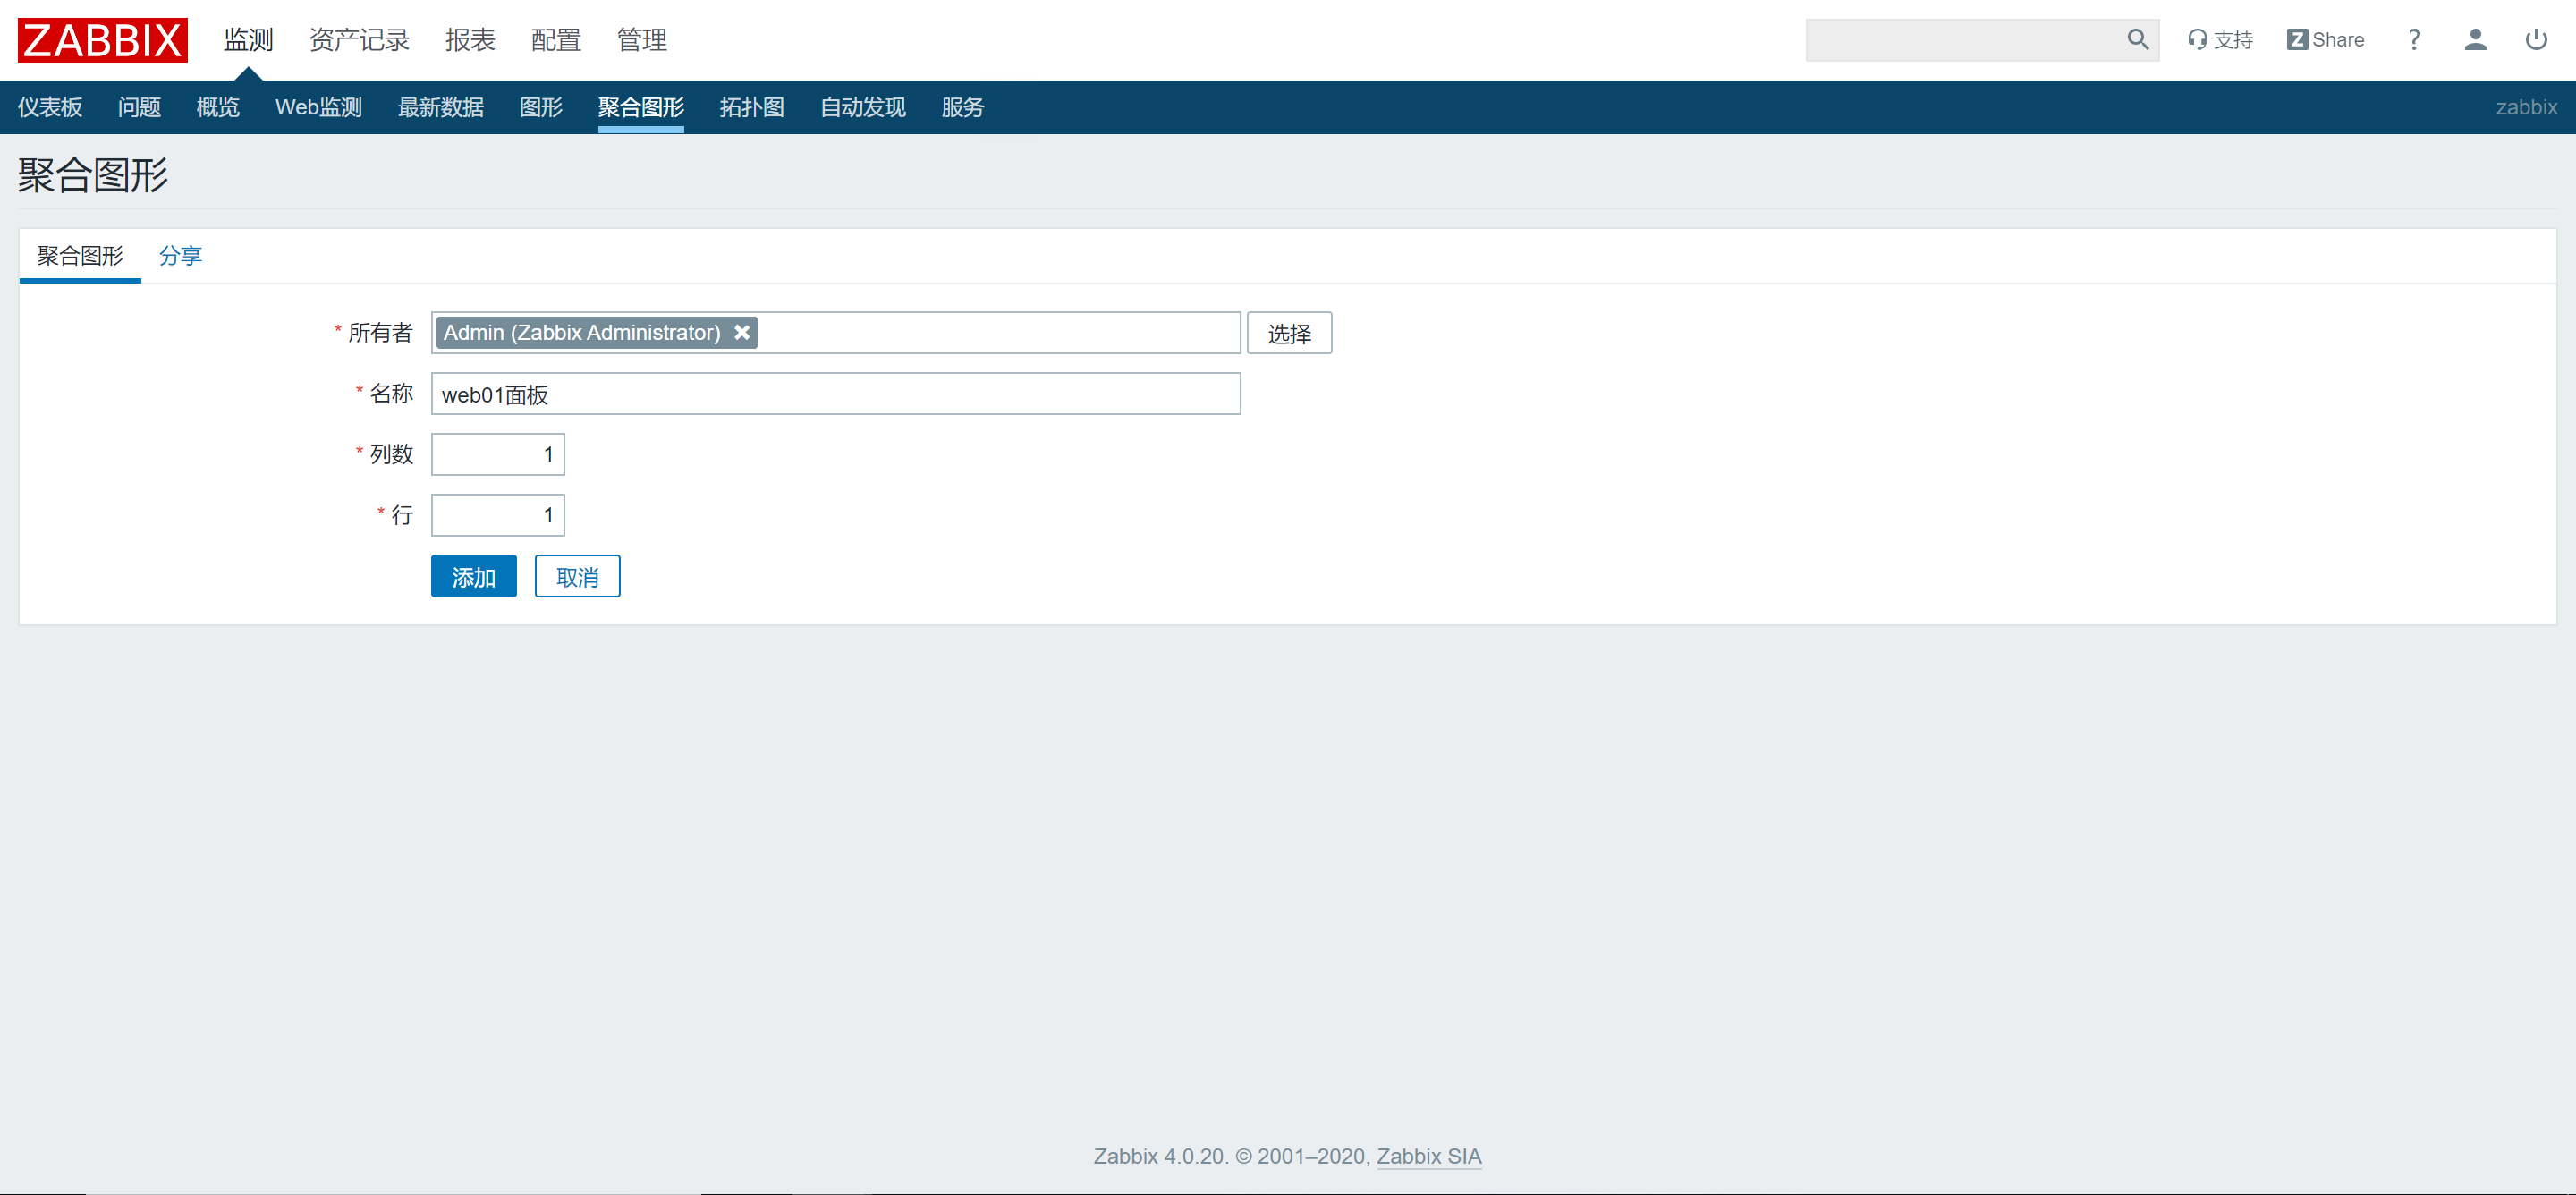 ZABBIX 监测 资产记录 报表 配置 管理 支持 Z Share ?
仪表板 问题 概览 Web监测 最新数据 图形 聚合图形 拓扑图 自动发现 服务 zabbix
聚合图形
聚合图形 分享
* 所有者 Admin (Zabbix Administrator) 选择
* 名称 web01面板
* 列数 1
* 行 1
添加 取消
Zabbix 4.0.20. © 2001–2020, Zabbix SIA